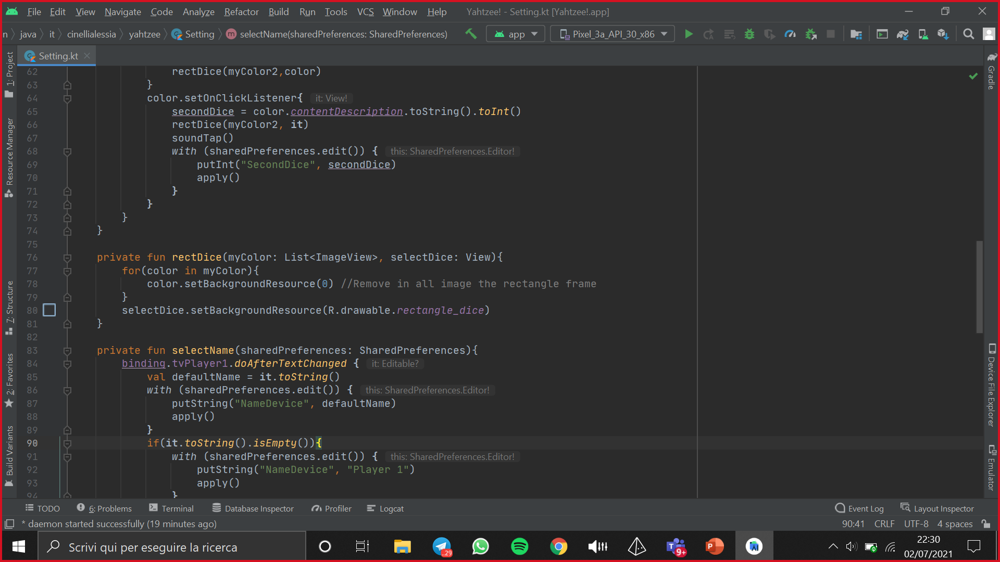 File Edit View Navigate Code Analyze Refactor Build Run Tools VCS Window Help Yahtzee! - Setting.kt [Yahtzee!.app]
n java it cinellialessia yahtzee Setting m selectName(sharedPreferences: SharedPreferences) app Pixel_3a_API_30_x86
Setting.kt
1: Project
Resource Manager
7: Structure
2: Favorites
Build Variants
62 rectDice(myColor2,color)
63 }
64 color.setOnClickListener{ it: View!
65 secondDice = color.contentDescription.toString().toInt()
66 rectDice(myColor2, it)
67 soundTap()
68 with (sharedPreferences.edit()) { this: SharedPreferences.Editor!
69 putInt("SecondDice", secondDice)
70 apply()
71 }
72 }
73 }
74 }
75
76 private fun rectDice(myColor: List<ImageView>, selectDice: View){
77 for(color in myColor){
78 color.setBackgroundResource(0) //Remove in all image the rectangle frame
79 }
80 selectDice.setBackgroundResource(R.drawable.rectangle_dice)
81 }
82
83 private fun selectName(sharedPreferences: SharedPreferences){
84 binding.tvPlayer1.doAfterTextChanged { it: Editable?
85 val defaultName = it.toString()
86 with (sharedPreferences.edit()) { this: SharedPreferences.Editor!
87 putString("NameDevice", defaultName)
88 apply()
89 }
90 if(it.toString().isEmpty()){
91 with (sharedPreferences.edit()) { this: SharedPreferences.Editor!
92 putString("NameDevice", "Player 1")
93 apply()
94 }
Gradle
Device File Explorer
Emulator
TODO 6: Problems Terminal Database Inspector Profiler Logcat Event Log Layout Inspector
* daemon started successfully (19 minutes ago) 90:41 CRLF UTF-8 4 spaces
Scrivi qui per eseguire la ricerca ..29 T 9+ P 22:30
02/07/2021